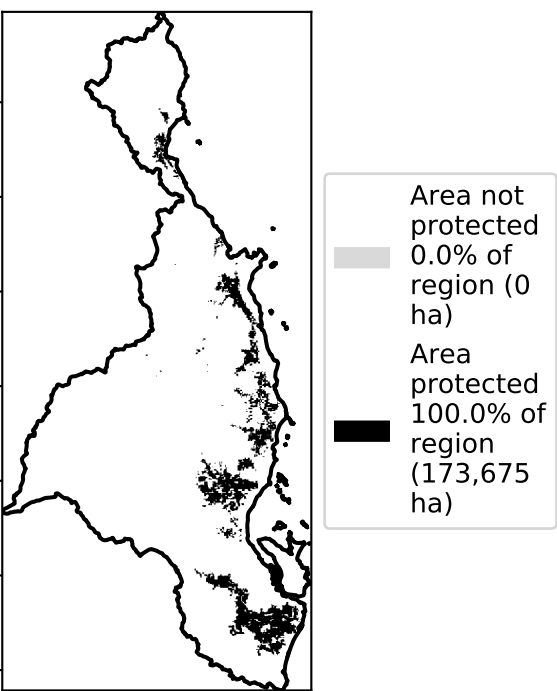 Area not
protected
0.0% of
region (0
ha)
Area
protected
100.0% of
region
(173,675
ha)